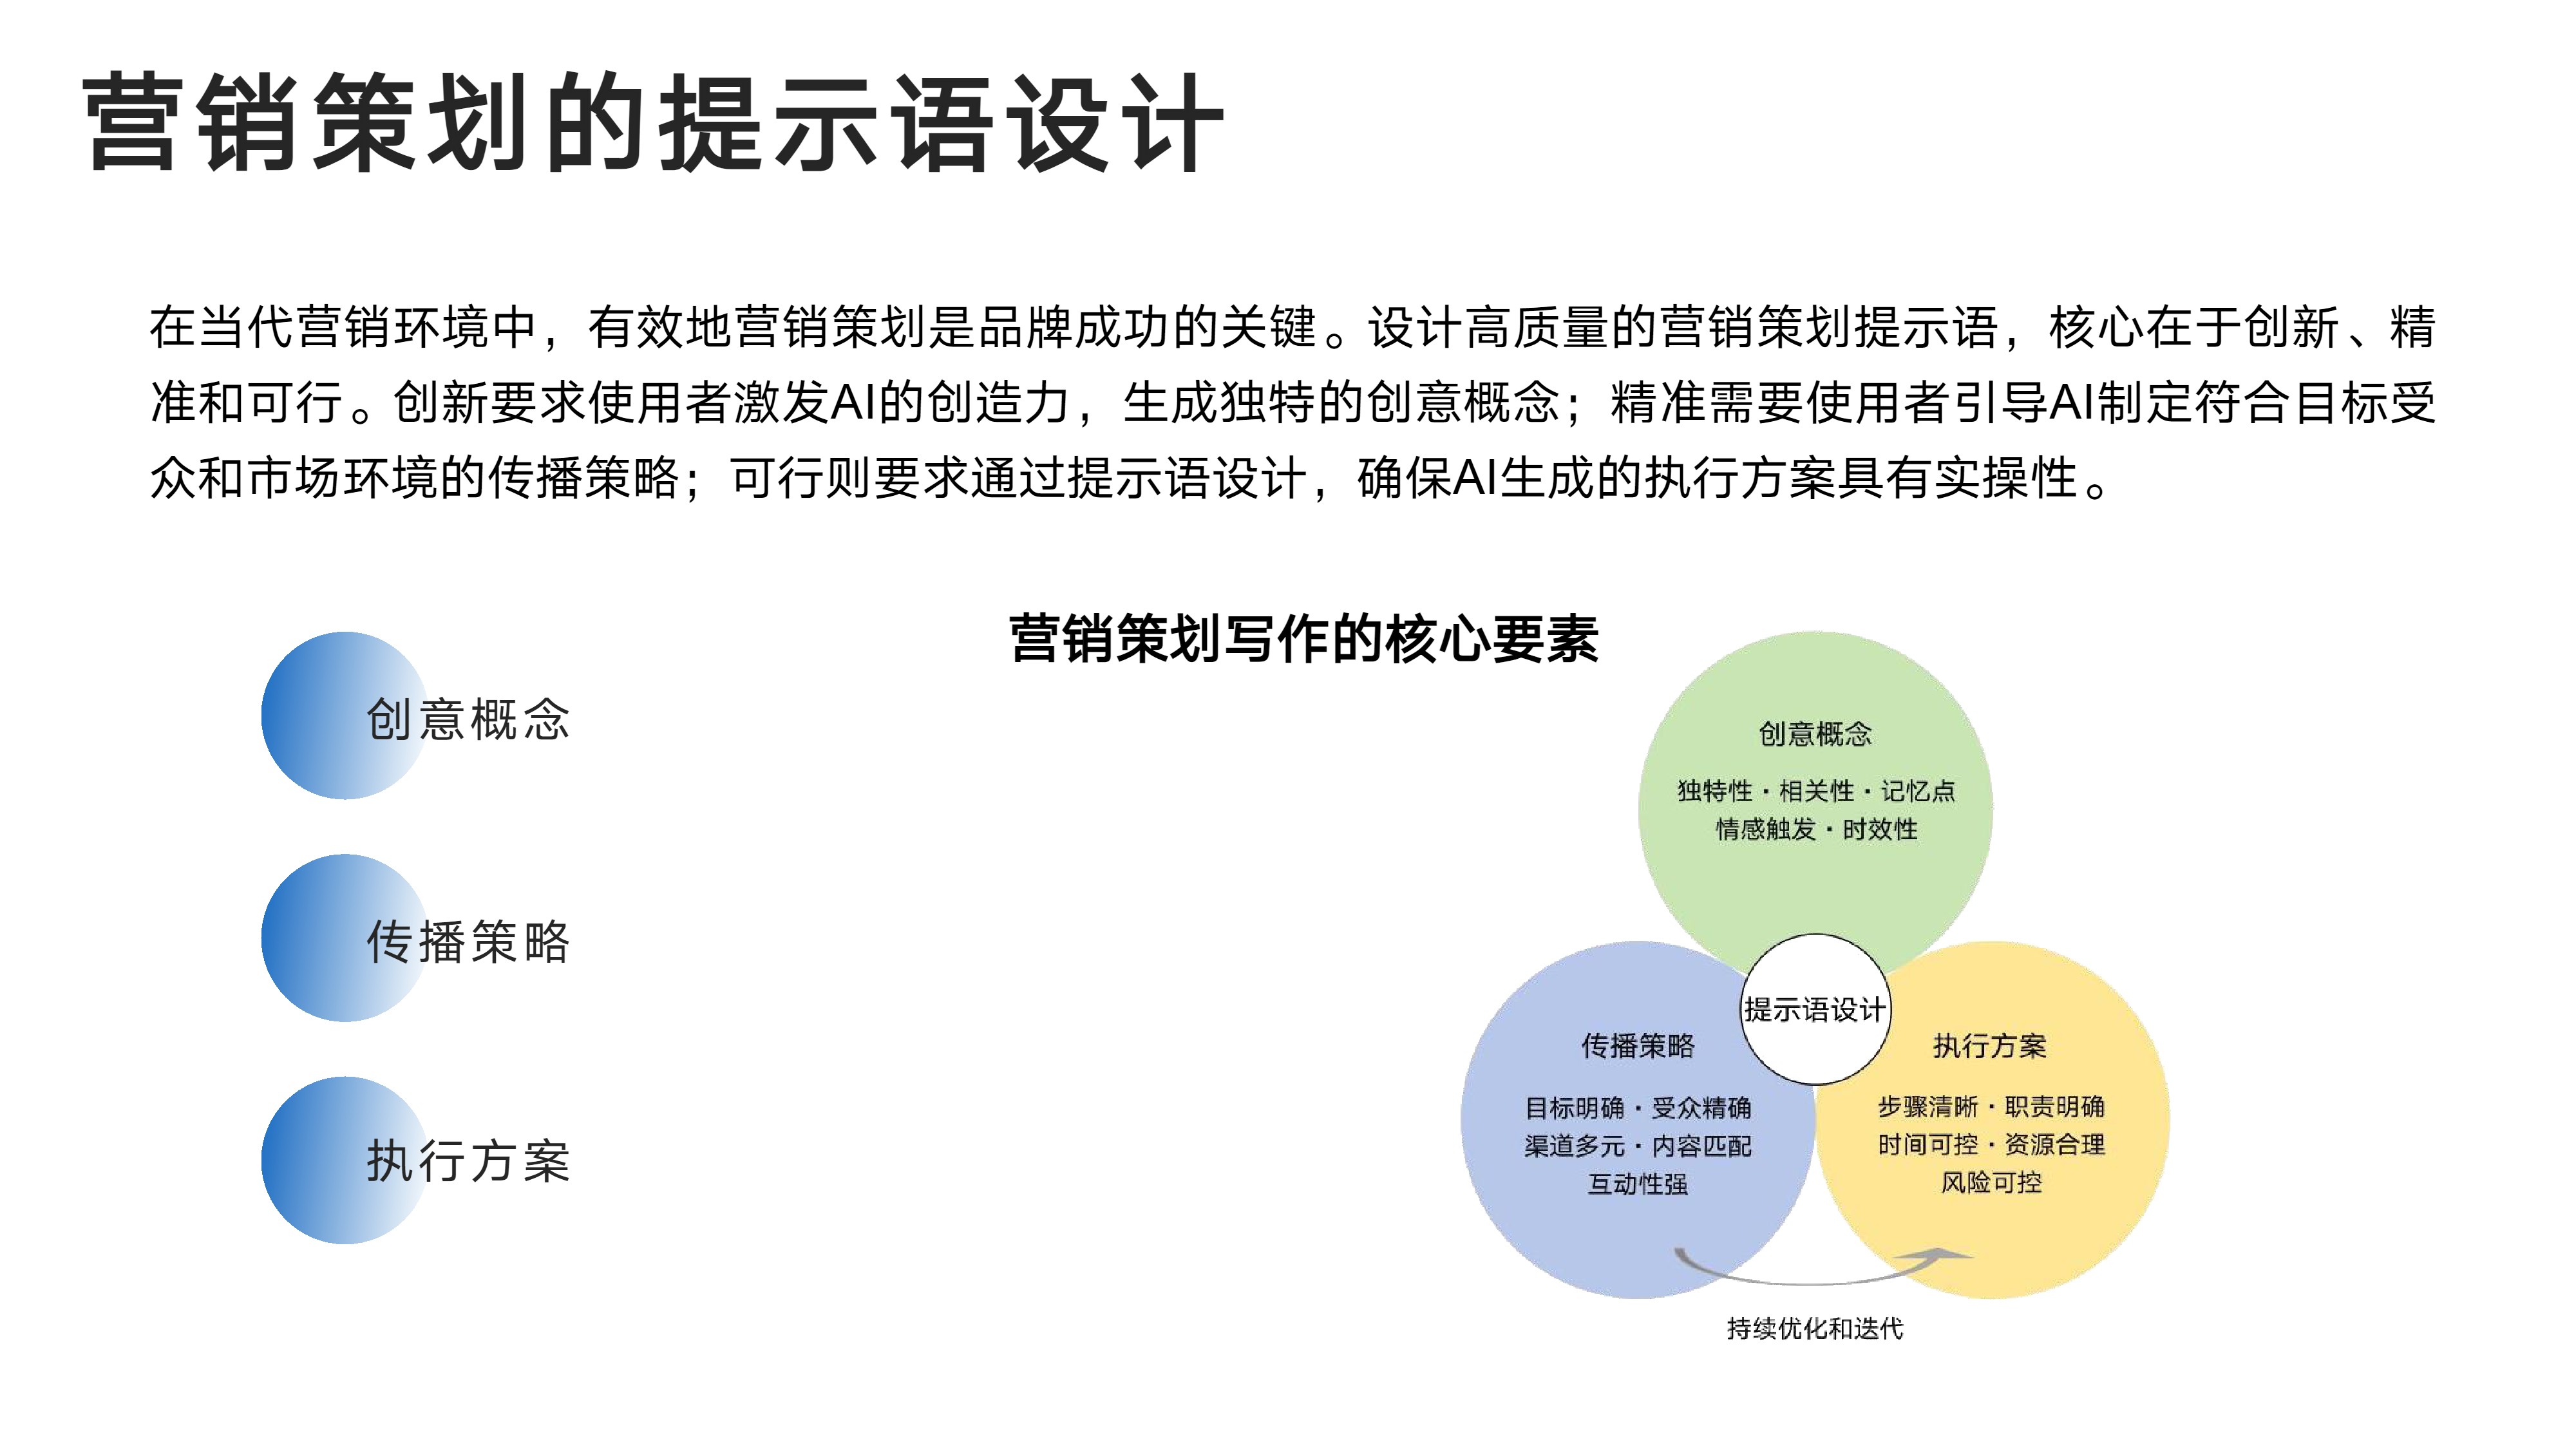 营销策划的提示语设计
在当代营销环境中，有效地营销策划是品牌成功的关键。设计高质量的营销策划提示语，核心在于创新、精
准和可行。创新要求使用者激发AI的创造力，生成独特的创意概念；精准需要使用者引导AI制定符合目标受
众和市场环境的传播策略；可行则要求通过提示语设计，确保AI生成的执行方案具有实操性。
营销策划写作的核心要素
创意概念
传播策略
执行方案
创意概念
独特性·相关性·记忆点
情感触发·时效性
提示语设计
传播策略
目标明确·受众精确
渠道多元·内容匹配
互动性强
执行方案
步骤清晰·职责明确
时间可控·资源合理
风险可控
持续优化和迭代